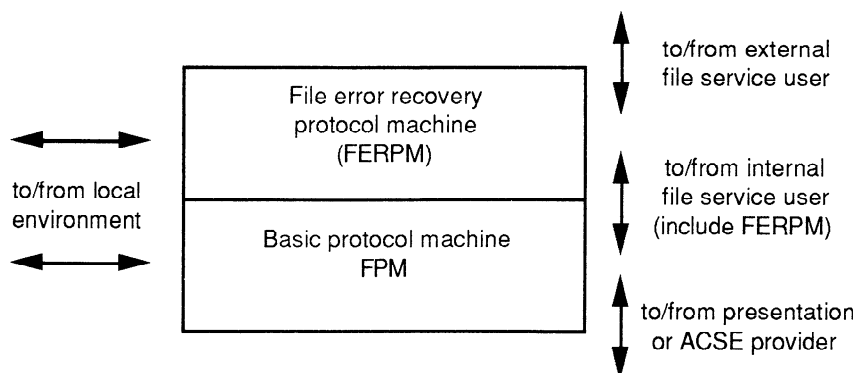 to/from external
file service user
File error recovery
protocol machine
(FERPM)
to/from local
environment
to/from internal
file service user
(include FERPM)
Basic protocol machine
FPM
to/from presentation
or ACSE provider